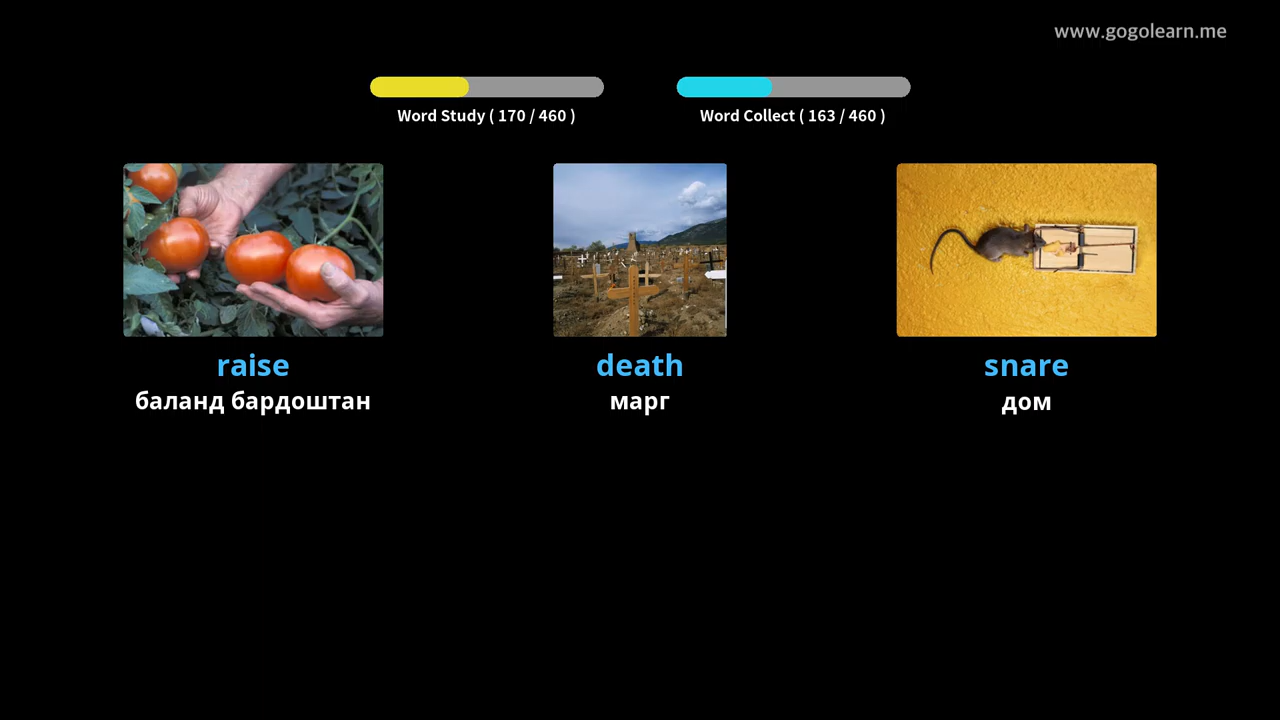 www.gogolearn.me
Word Study ( 170 / 460 )
Word Collect ( 163 / 460 )
raise
death
snare
баланд бардоштан
марг
дом